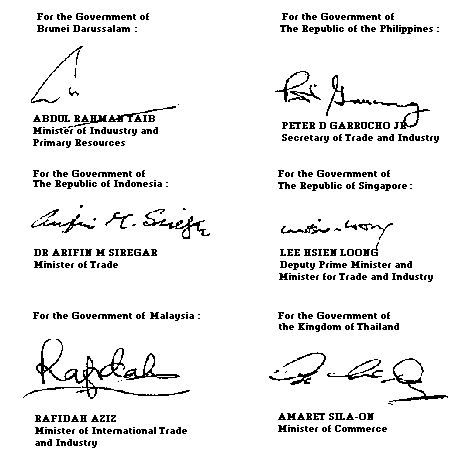 For the Government of
Brunei Darussalam :
ABDUL RAHMAN TAIB
Minister of Induustry and
Primary Resources
For the Government of
The Republic of the Philippines :
PETER D GARRUCHO JR
Secretary of Trade and Industry
For the Government of
The Republic of Indonesia :
Arifin M. Siregar
DR ARIFIN M SIREGAR
Minister of Trade
For the Government of
The Republic of Singapore :
LEE HSIEN LOONG
Deputy Prime Minister and
Minister for Trade and Industry
For the Government of Malaysia :
Rafidah
RAFIDAH AZIZ
Minister of International Trade
and Industry
For the Government of
the Kingdom of Thailand
AMARET SILA-ON
Minister of Commerce